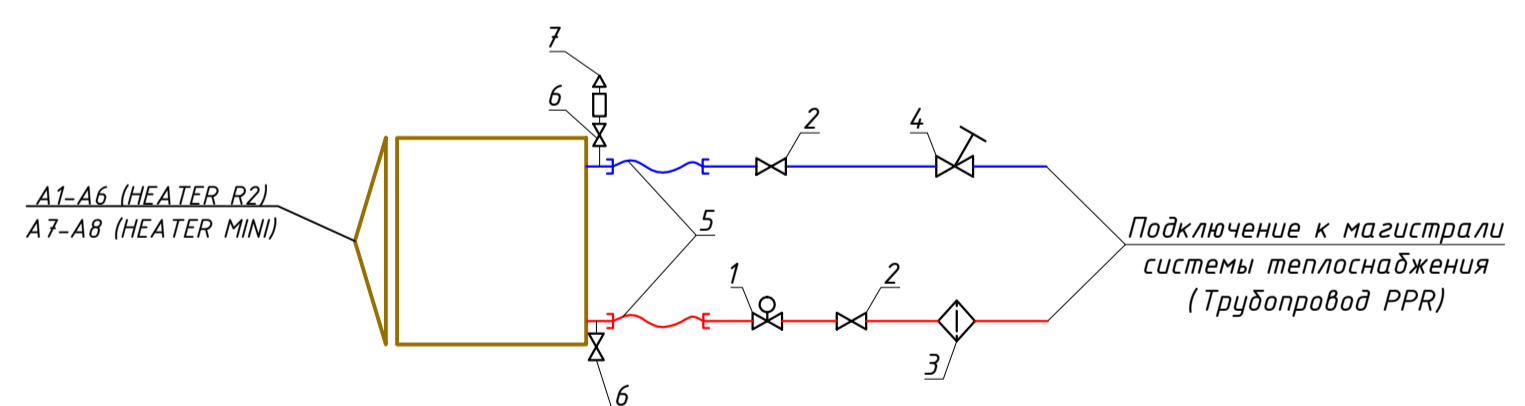 7
6
2
4
A1-A6 (HEATER R2)
A7-A8 (HEATER MINI)
5
Подключение к магистрали
системы теплоснабжения
(Трубопровод PPR)
1
2
3
6